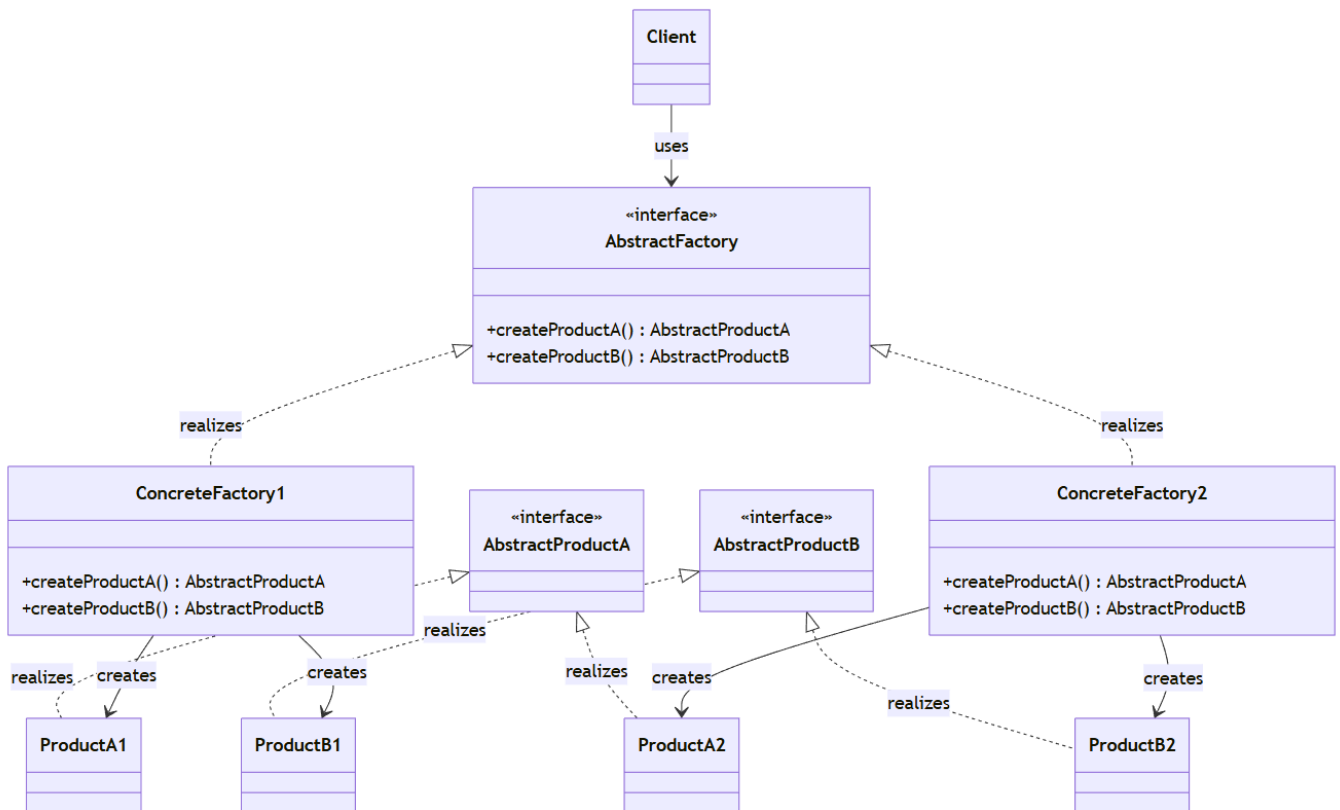 Client
uses
«interface»
AbstractFactory
+createProductA() : AbstractProductA
+createProductB() : AbstractProductB
realizes
realizes
ConcreteFactory1
+createProductA() : AbstractProductA
+createProductB() : AbstractProductB
«interface»
AbstractProductA
«interface»
AbstractProductB
ConcreteFactory2
+createProductA() : AbstractProductA
+createProductB() : AbstractProductB
realizes
creates
creates
realizes
realizes
creates
realizes
creates
ProductA1
ProductB1
ProductA2
ProductB2